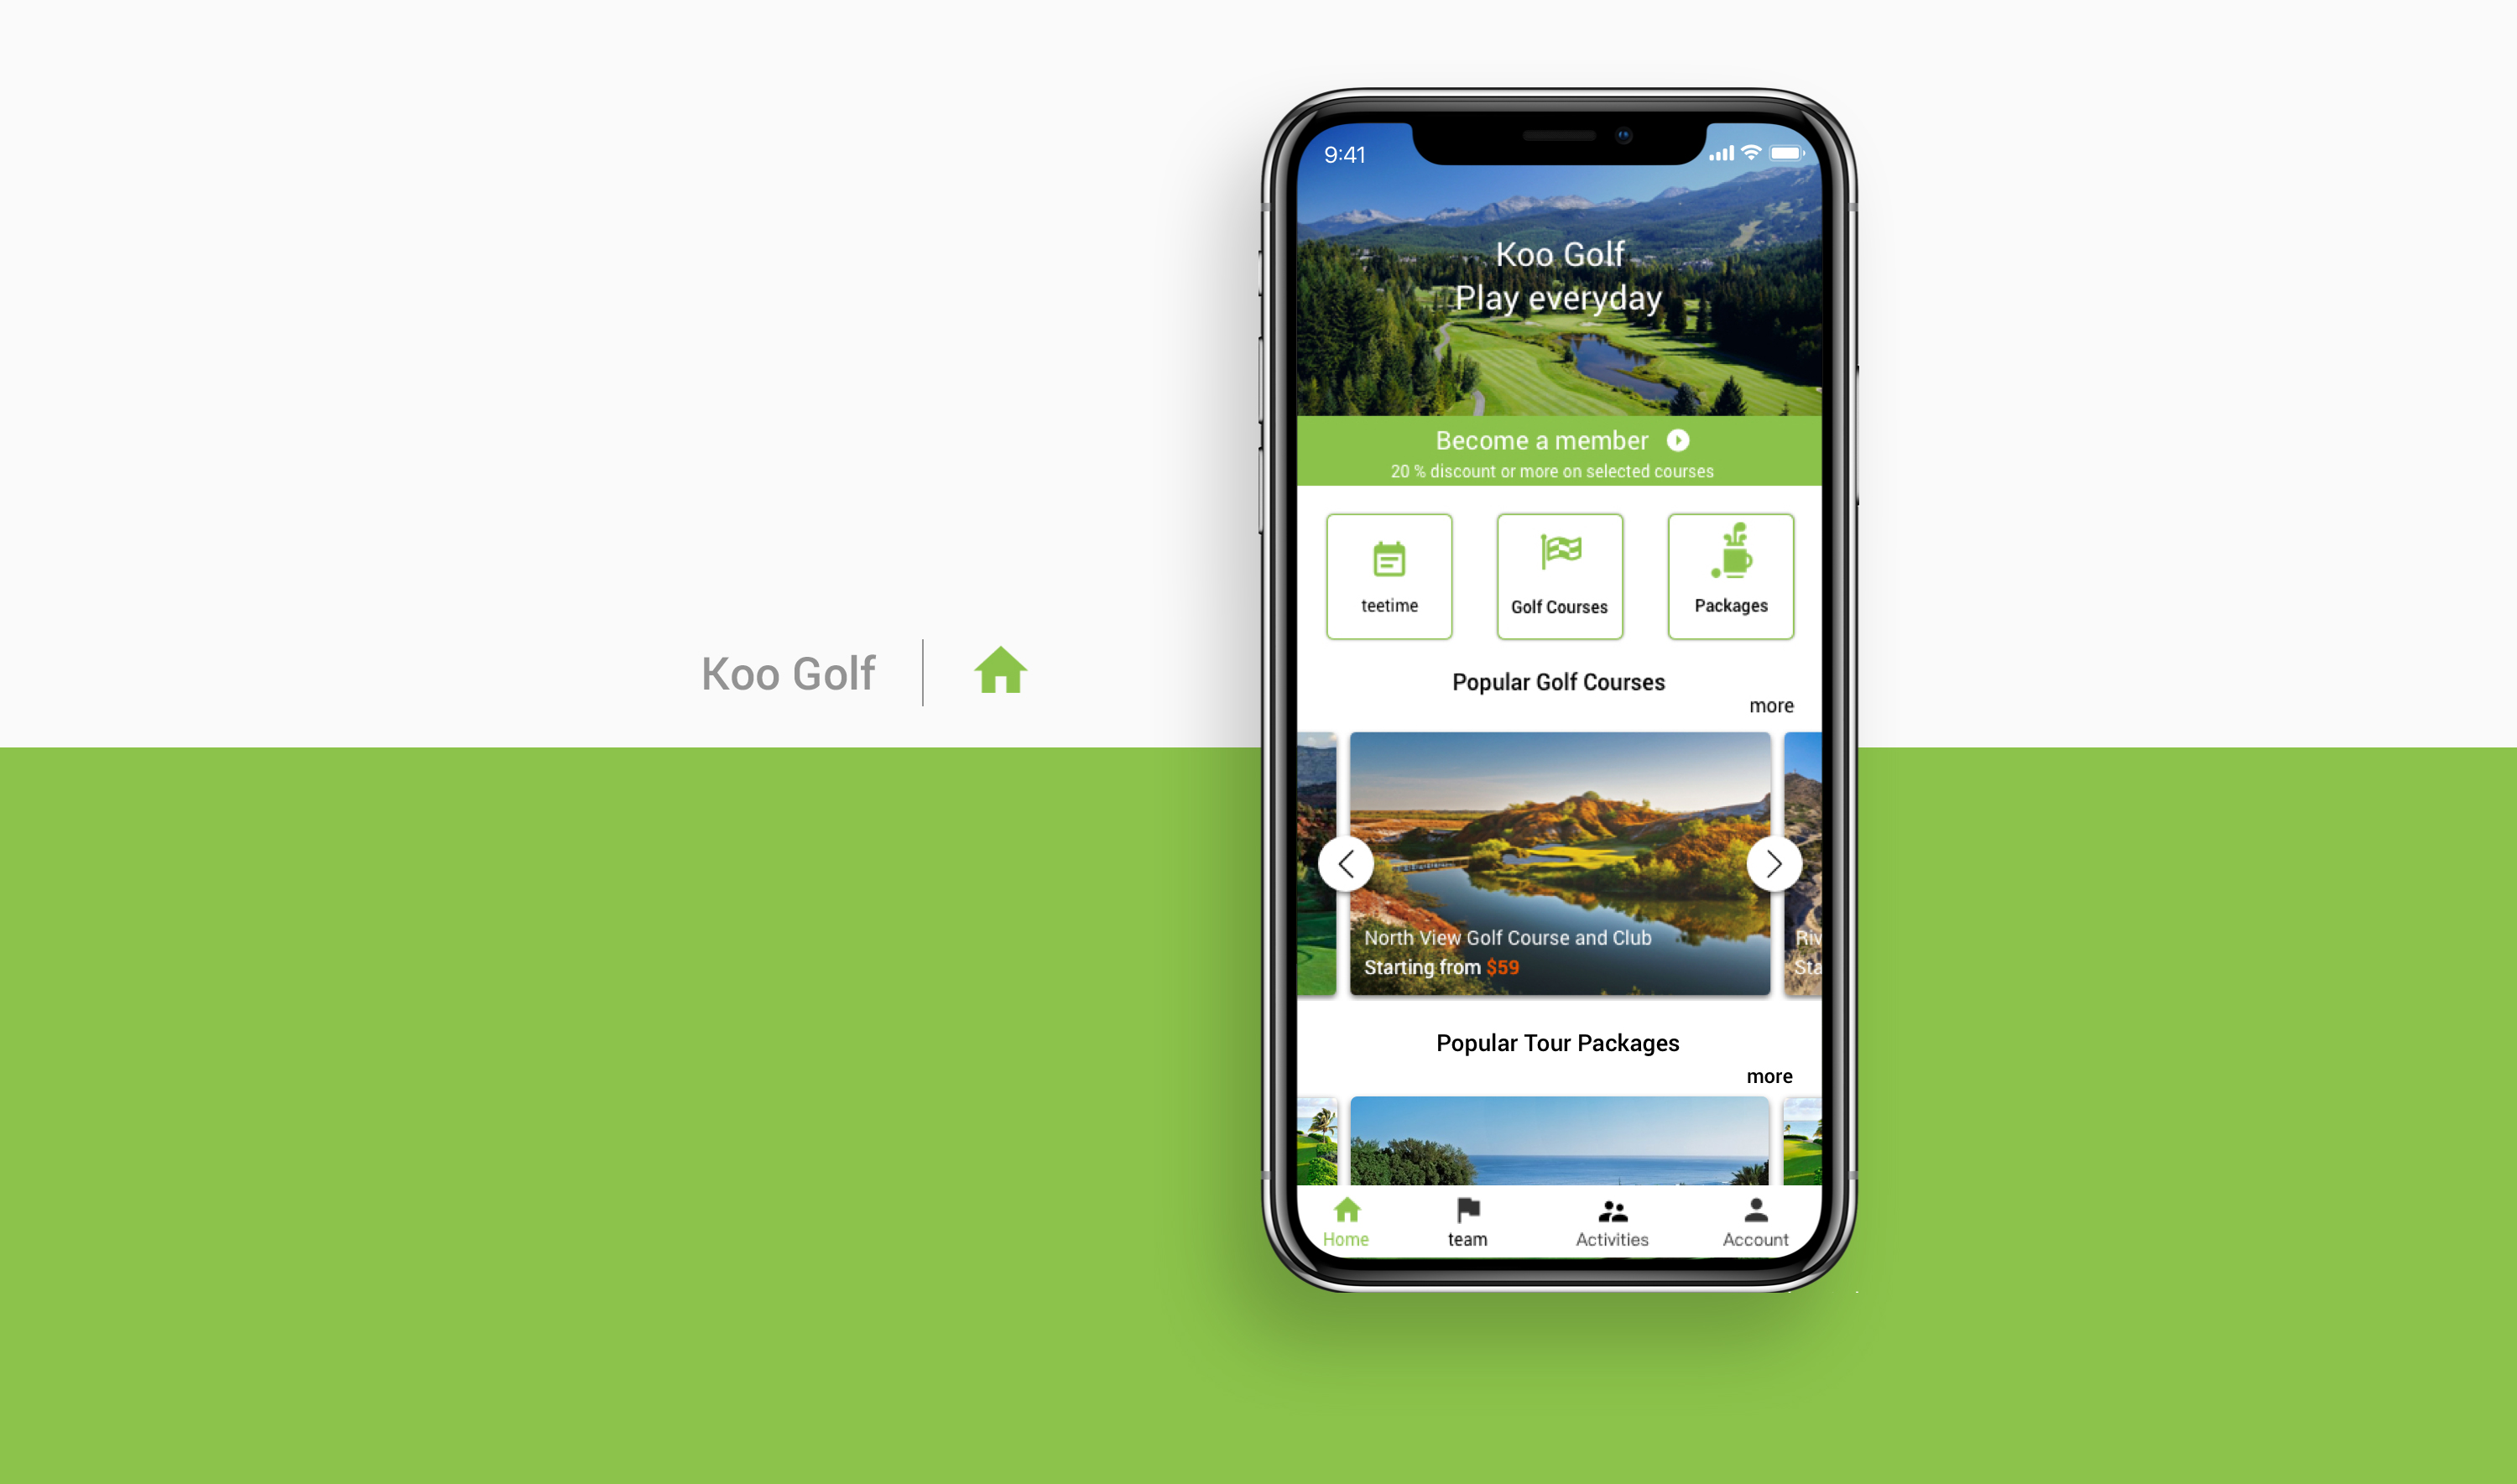 Koo Golf
9:41
Koo Golf
Play everyday
Become a member
20 % discount or more on selected courses
teetime
Golf Courses
Packages
Popular Golf Courses
more
North View Golf Course and Club
Starting from $59
Riv
Sta
Popular Tour Packages
more
Home
team
Activities
Account